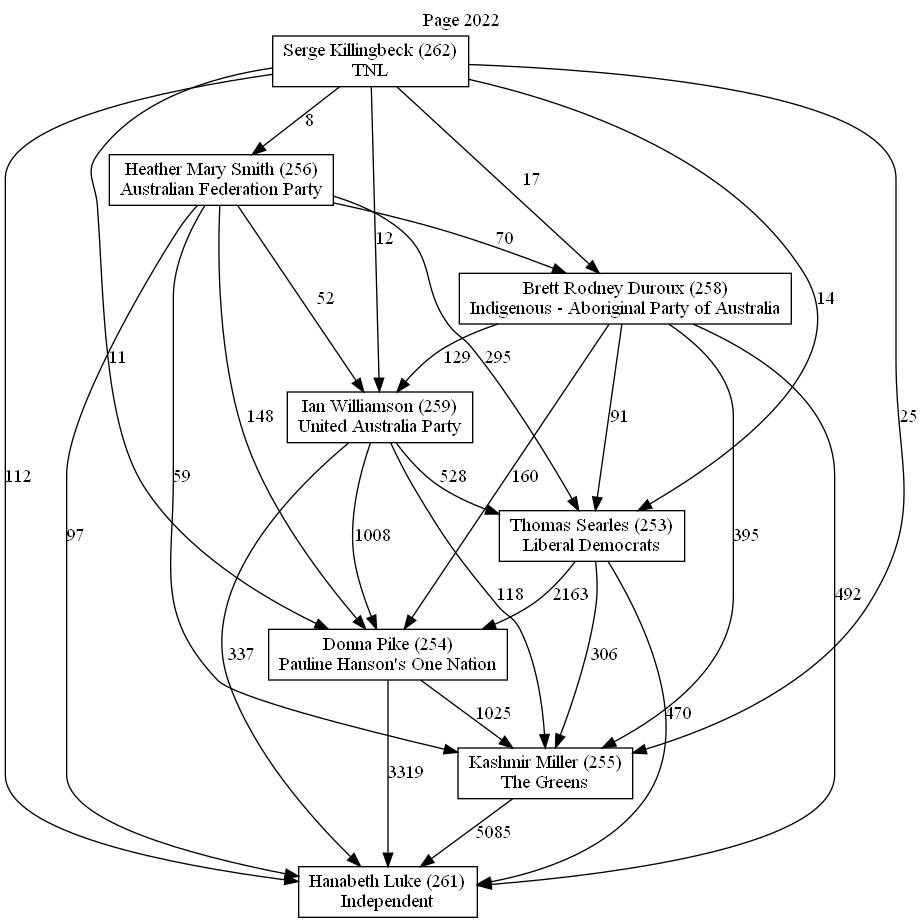 Page 2022
Serge Killingbeck (262)
TNL
8
Heather Mary Smith (256)
Australian Federation Party
17
12
70
Brett Rodney Duroux (258)
Indigenous - Aboriginal Party of Australia
52
14
11
129
295
Ian Williamson (259)
United Australia Party
148
91
25
112
59
528
160
Thomas Searles (253)
Liberal Democrats
97
1008
395
118
2163
492
Donna Pike (254)
Pauline Hanson's One Nation
337
306
1025
470
Kashmir Miller (255)
The Greens
3319
5085
Hanabeth Luke (261)
Independent